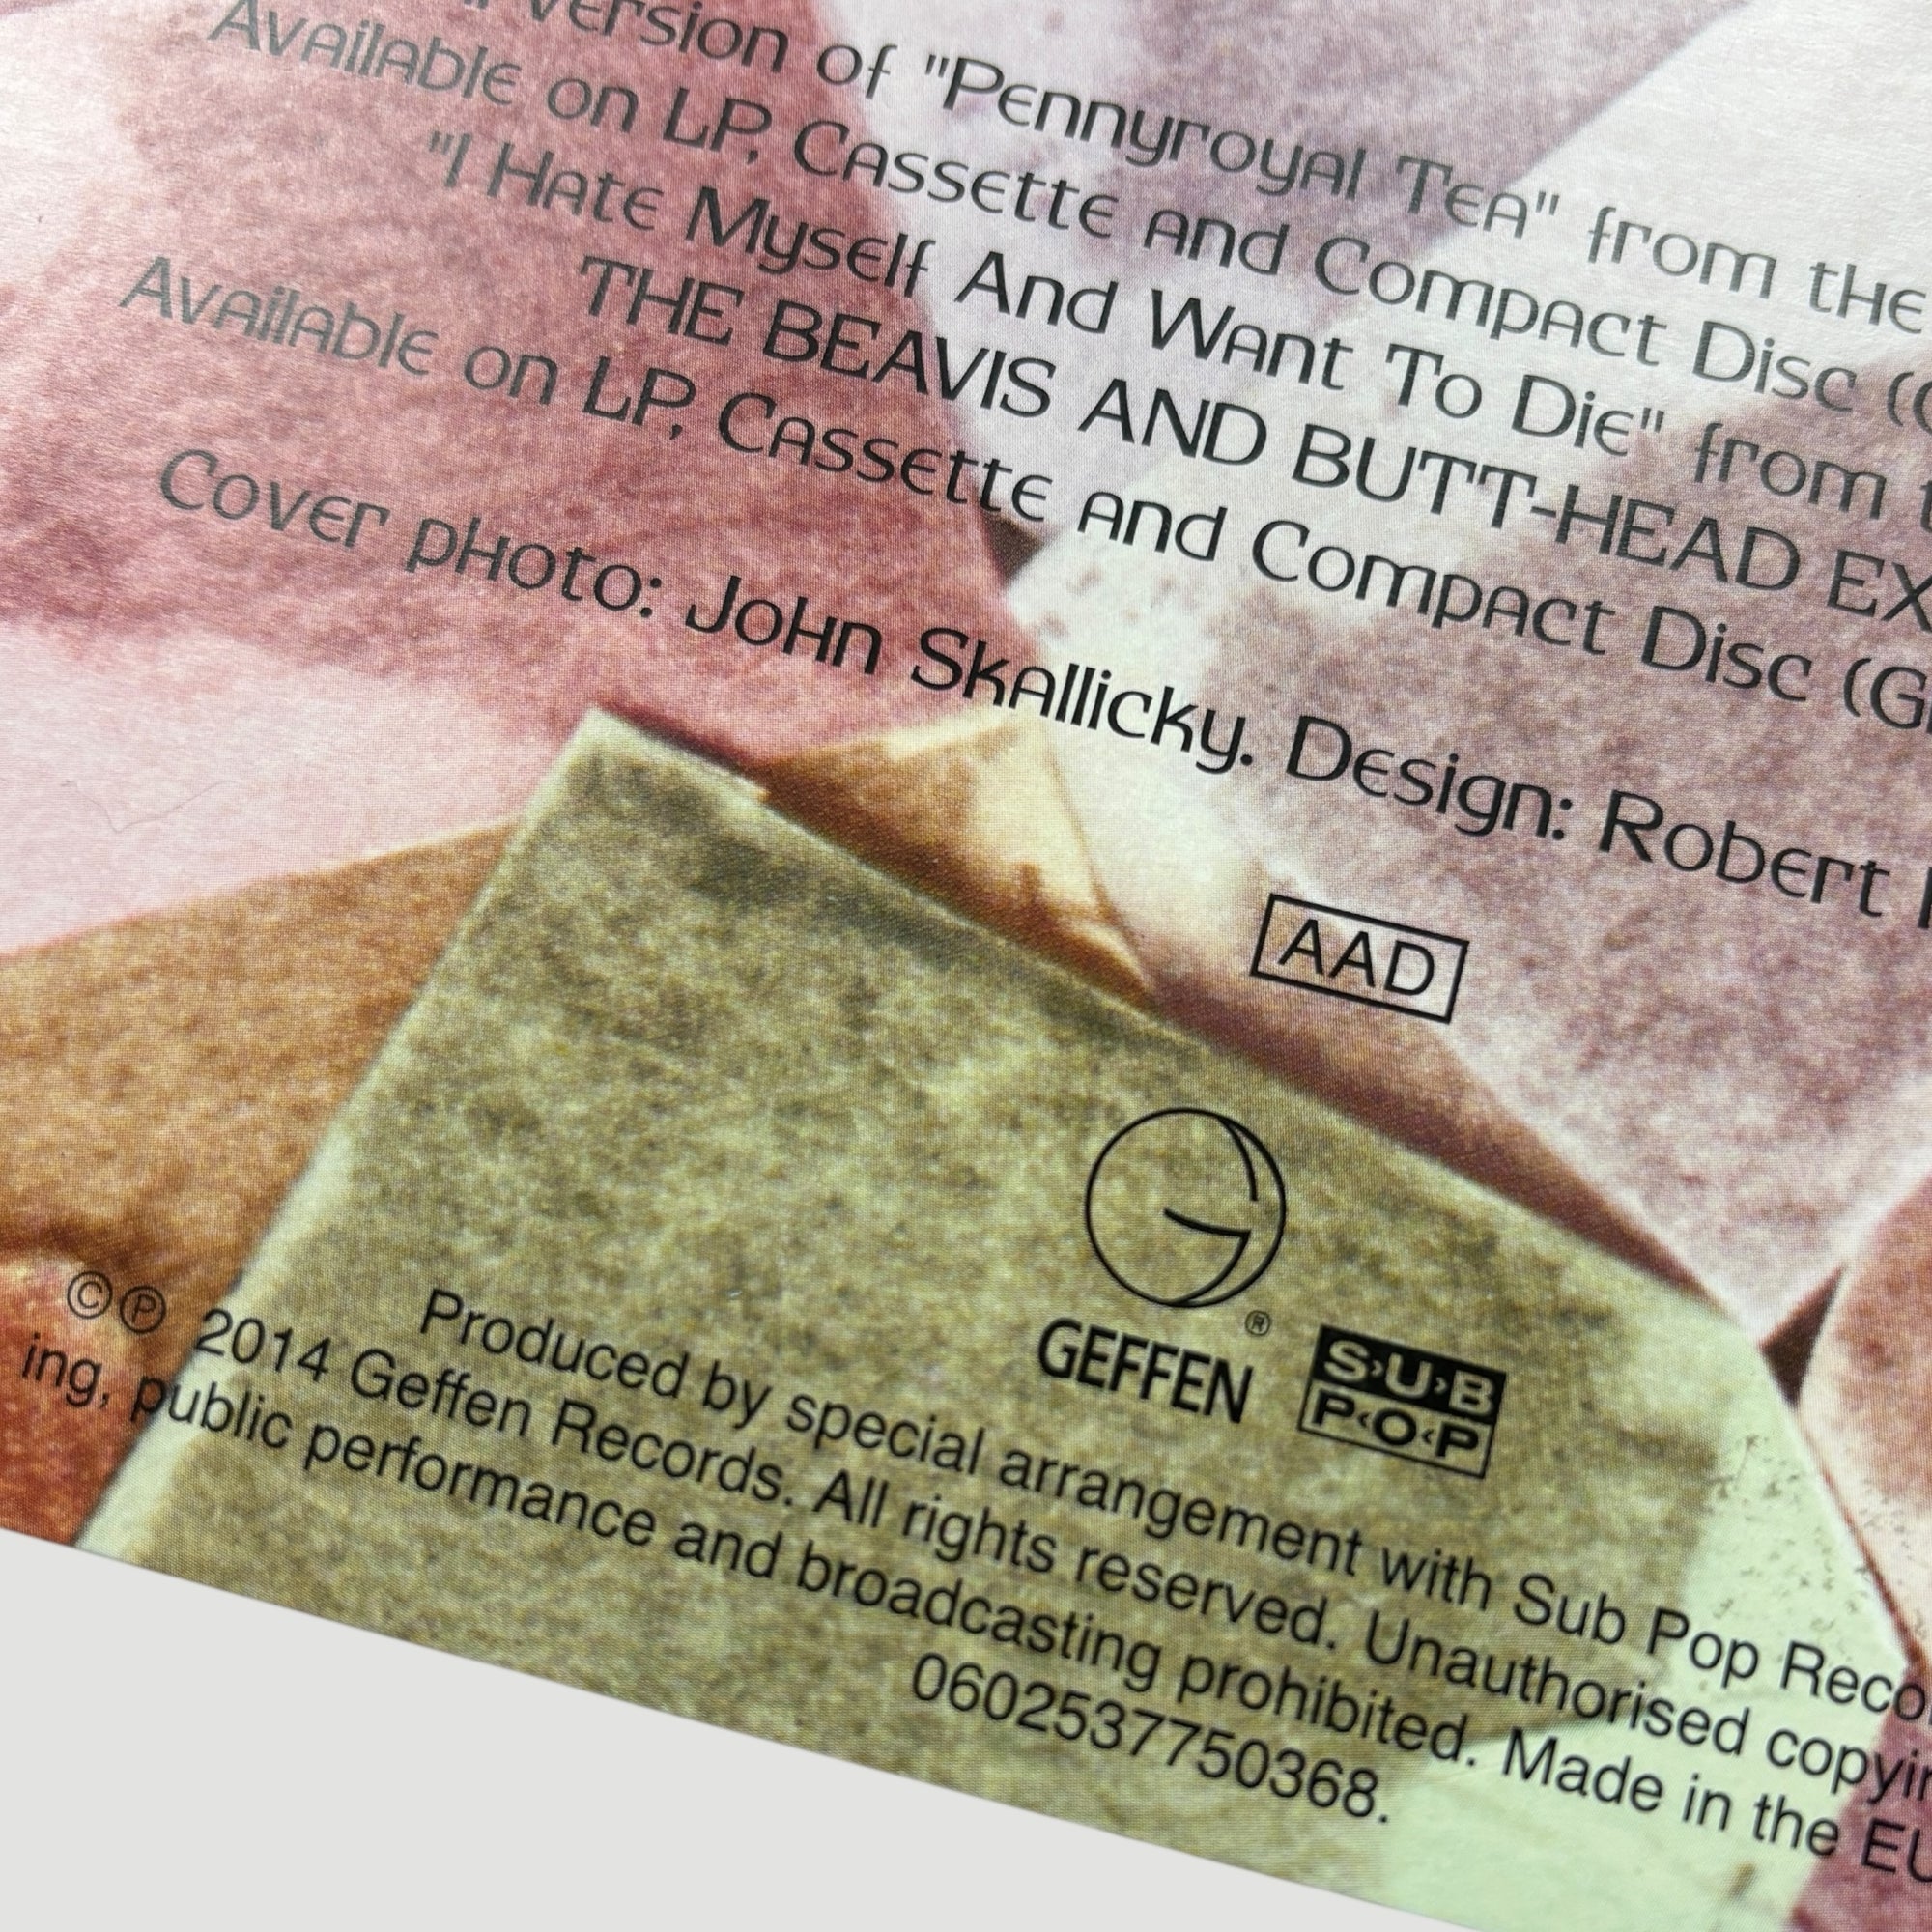 version of "Pennyroyal Tea" from the
Available on LP, Cassette and Compact Disc (
"I Hate Myself And Want To Die" from
THE BEAVIS AND BUTT-HEAD
Available on LP, Cassette and Compact Disc (
Cover photo: John Skallicky. Design: Robert
AAD
GEFFEN ®
S›U›B
P‹O‹P
Produced by special arrangement with Sub Pop
©℗ 2014 Geffen Records. All rights reserved. Unauthorised
ing, public performance and broadcasting prohibited. Made in the EU
0602537750368.